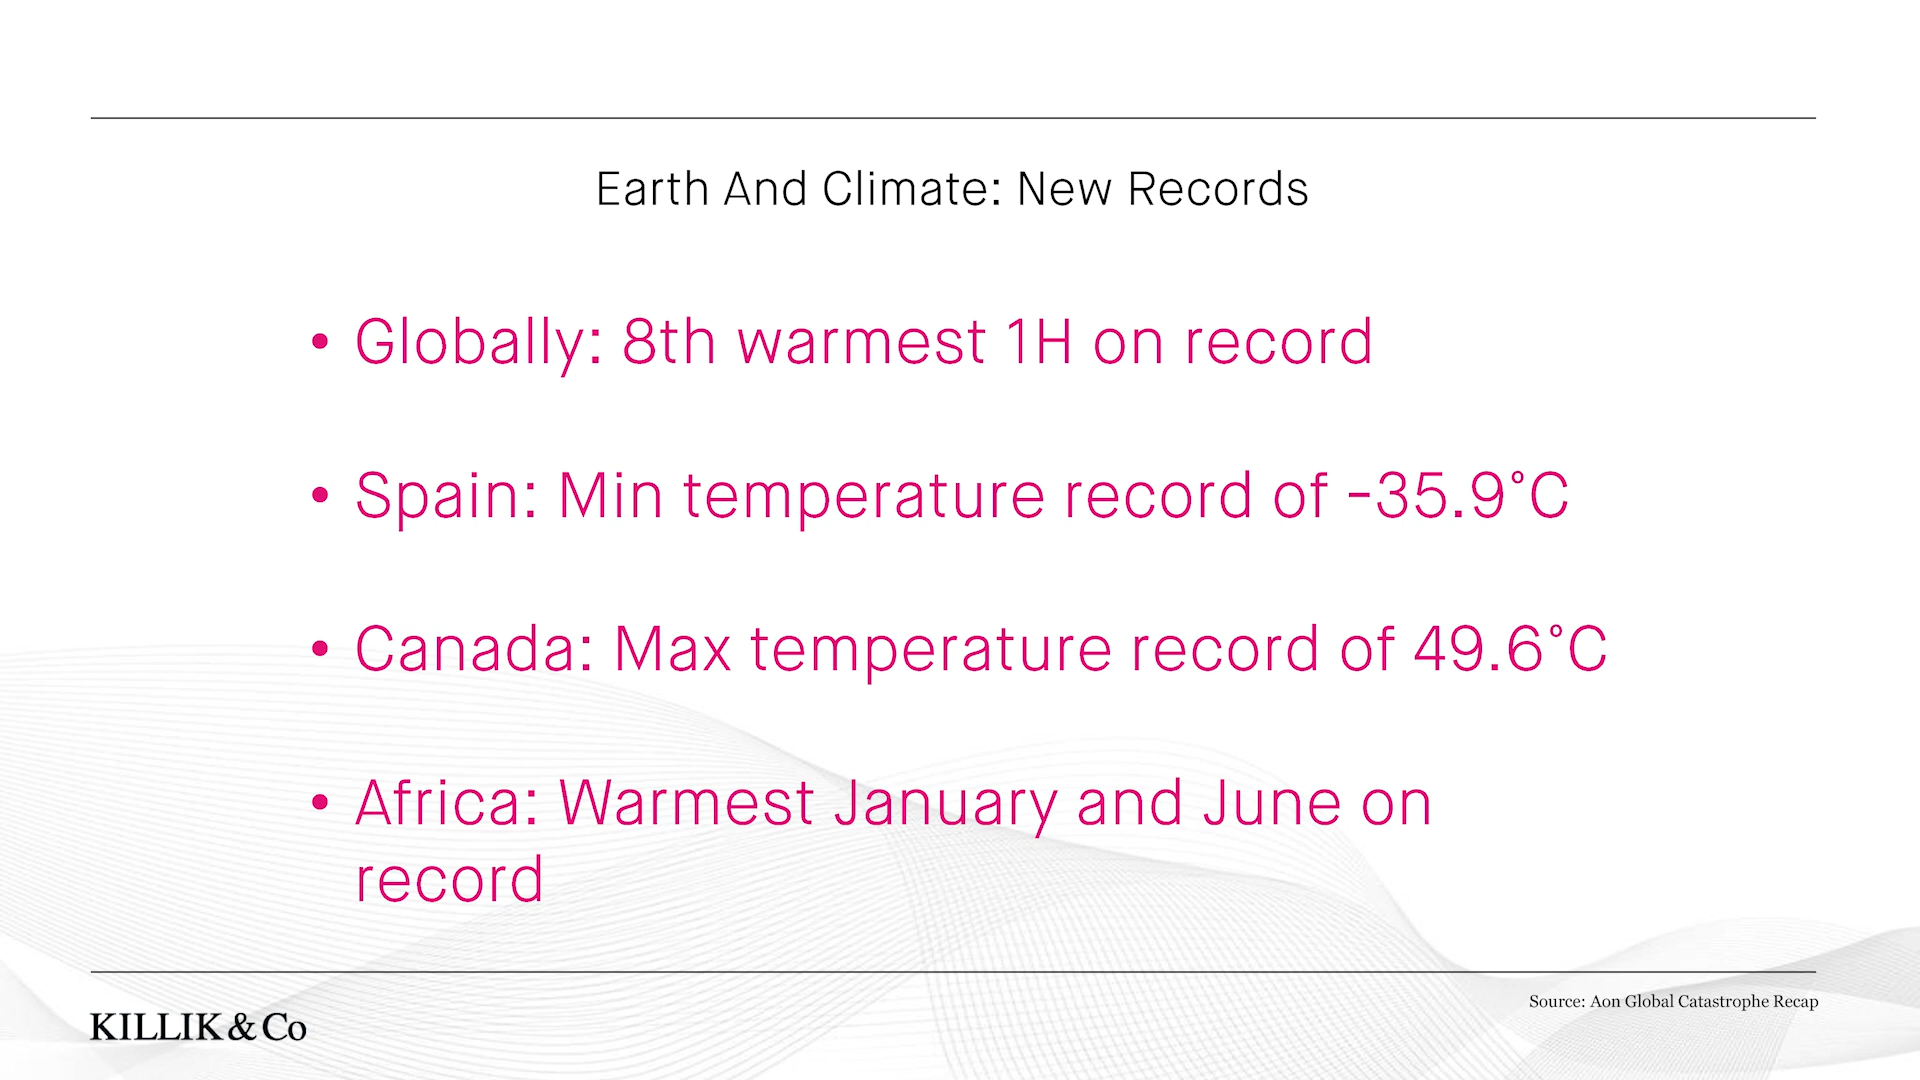 Earth And Climate: New Records
• Globally: 8th warmest 1H on record
• Spain: Min temperature record of -35.9°C
• Canada: Max temperature record of 49.6°C
• Africa: Warmest January and June on
record
Source: Aon Global Catastrophe Recap
KILLIK & Co